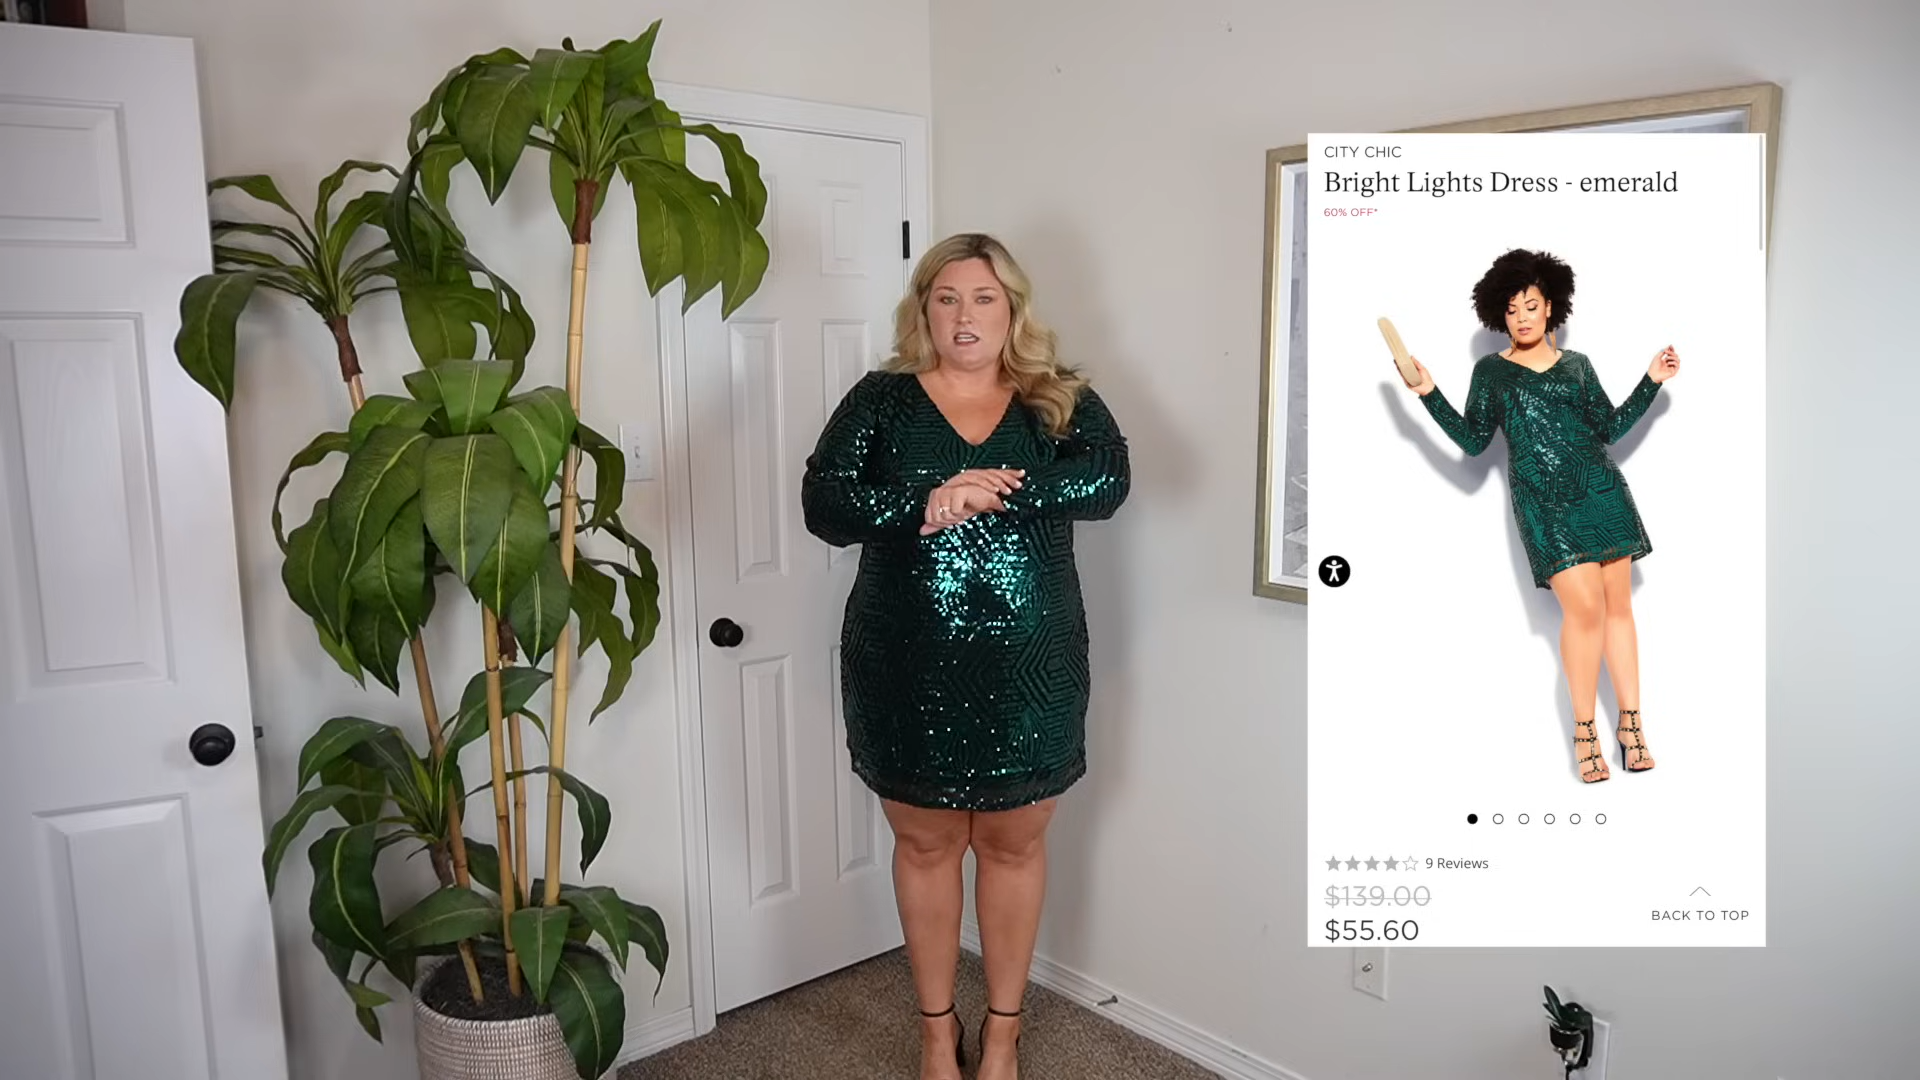 CITY CHIC
Bright Lights Dress - emerald
60% OFF*
9 Reviews
$139.00
BACK TO TOP
$55.60